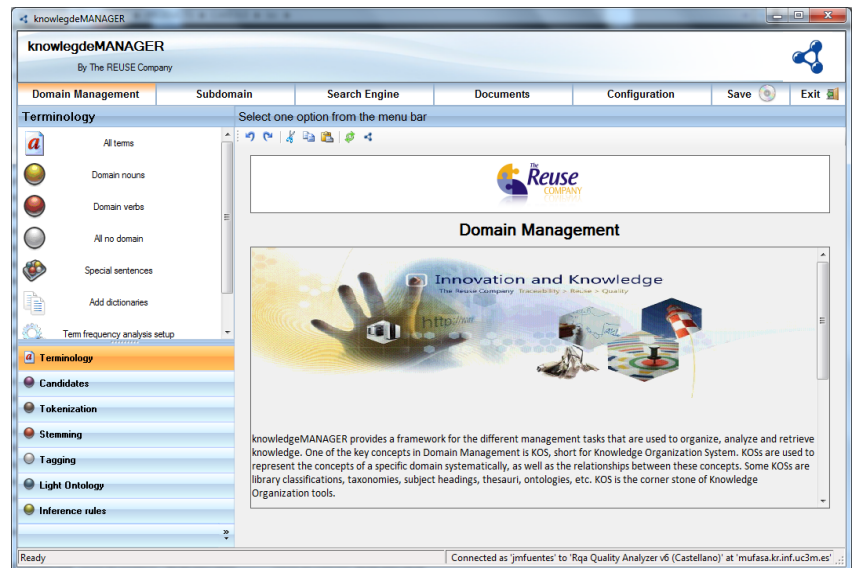 knowlegdeMANAGER
knowlegdeMANAGER
By The REUSE Company
Domain Management Subdomain Search Engine Documents Configuration Save Exit
Terminology
Select one option from the menu bar
All terms
Domain nouns
Domain verbs
All no domain
Special sentences
Add dictionaries
Term frequency analysis setup
Terminology
Candidates
Tokenization
Stemming
Tagging
Light Ontology
Inference rules
The
Reuse
COMPANY
Domain Management
Innovation and Knowledge
The Reuse Company Traceability > Reuse > Quality
http://www
knowledgeMANAGER provides a framework for the different management tasks that are used to organize, analyze and retrieve
knowledge. One of the key concepts in Domain Management is KOS, short for Knowledge Organization System. KOSs are used to
represent the concepts of a specific domain systematically, as well as the relationships between these concepts. Some KOSs are
library classifications, taxonomies, subject headings, thesauri, ontologies, etc. KOS is the corner stone of Knowledge
Organization tools.
Ready
Connected as 'jmfuentes' to 'Rqa Quality Analyzer v6 (Castellano)' at 'mufasa.kr.inf.uc3m.es'